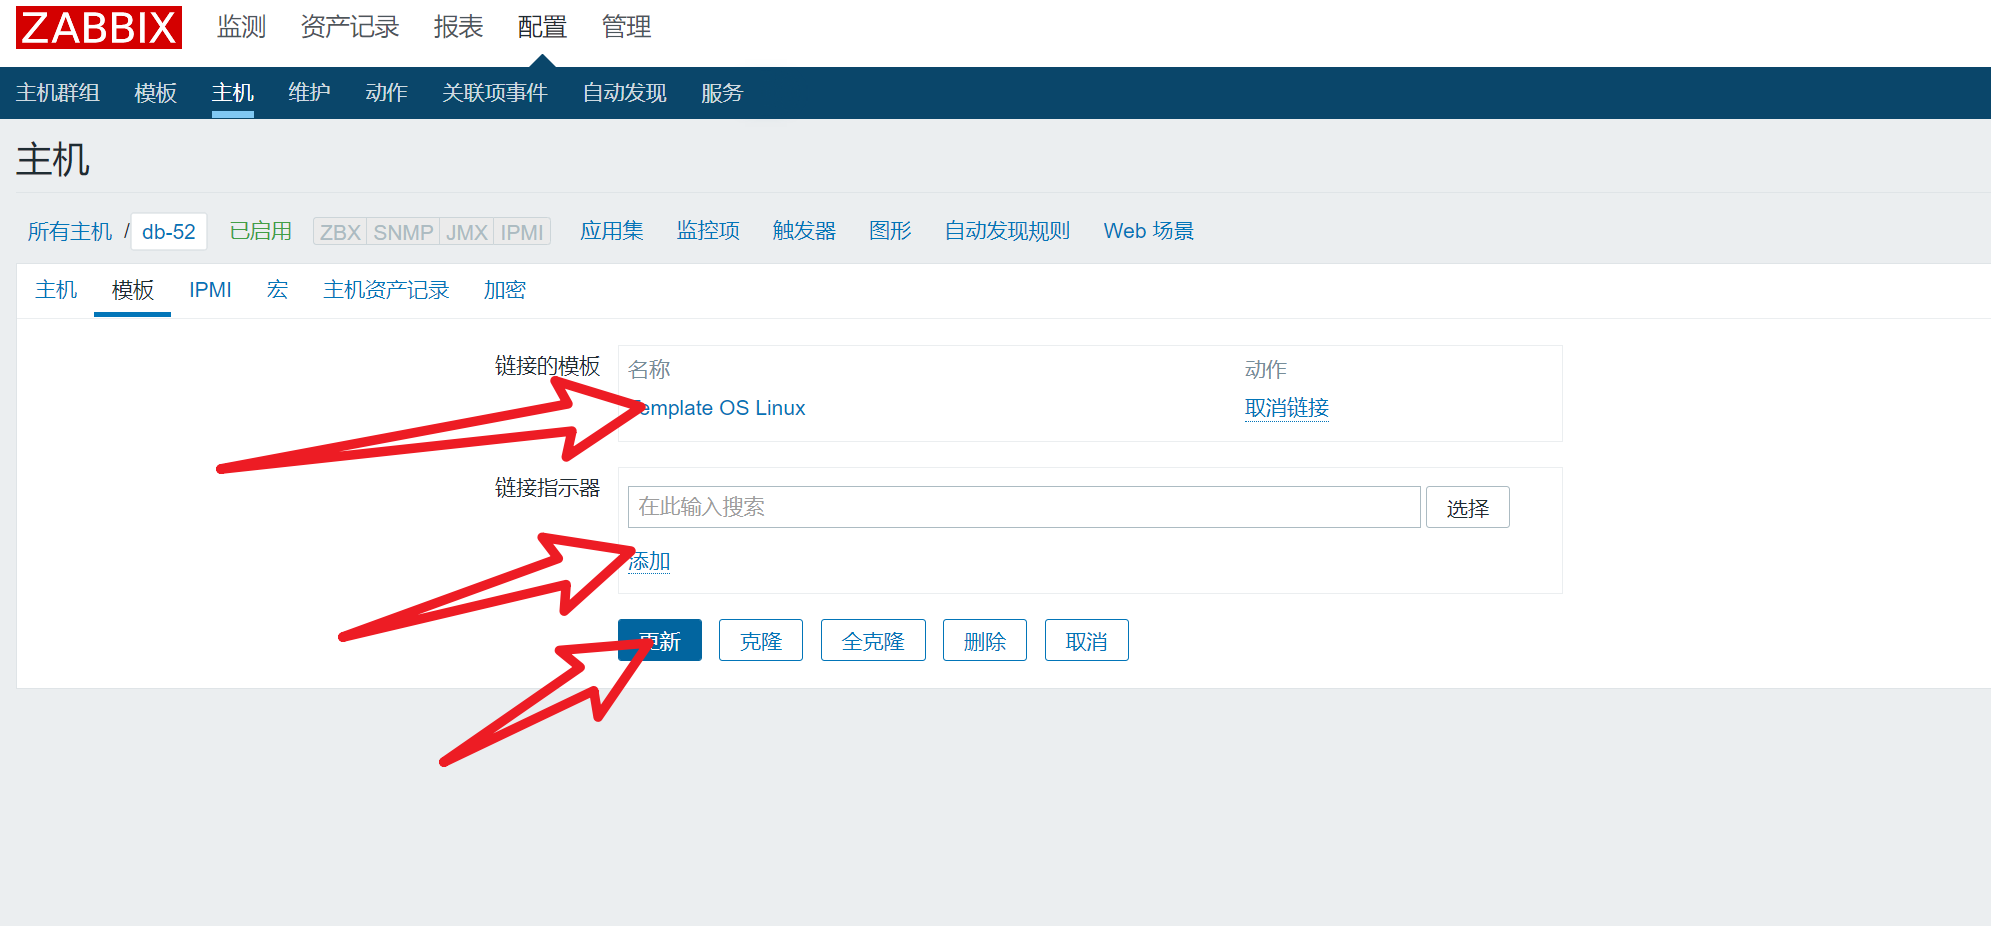 ZABBIX 监测 资产记录 报表 配置 管理
主机群组 模板 主机 维护 动作 关联项事件 自动发现 服务
主机
所有主机 / db-52 已启用 ZBX SNMP JMX IPMI 应用集 监控项 触发器 图形 自动发现规则 Web 场景
主机 模板 IPMI 宏 主机资产记录 加密
链接的模板 名称 动作
Template OS Linux 取消链接
链接指示器
在此输入搜索 选择
添加
更新 克隆 全克隆 删除 取消